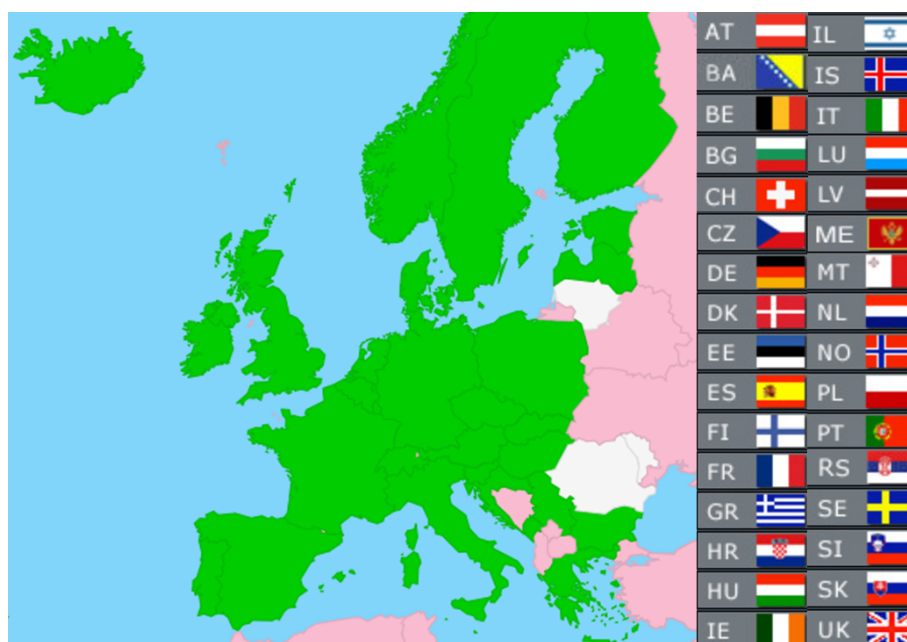 AT IL
BA IS
BE IT
BG LU
CH LV
CZ ME
DE MT
DK NL
EE NO
ES PL
FI PT
FR RS
GR SE
HR SI
HU SK
IE UK